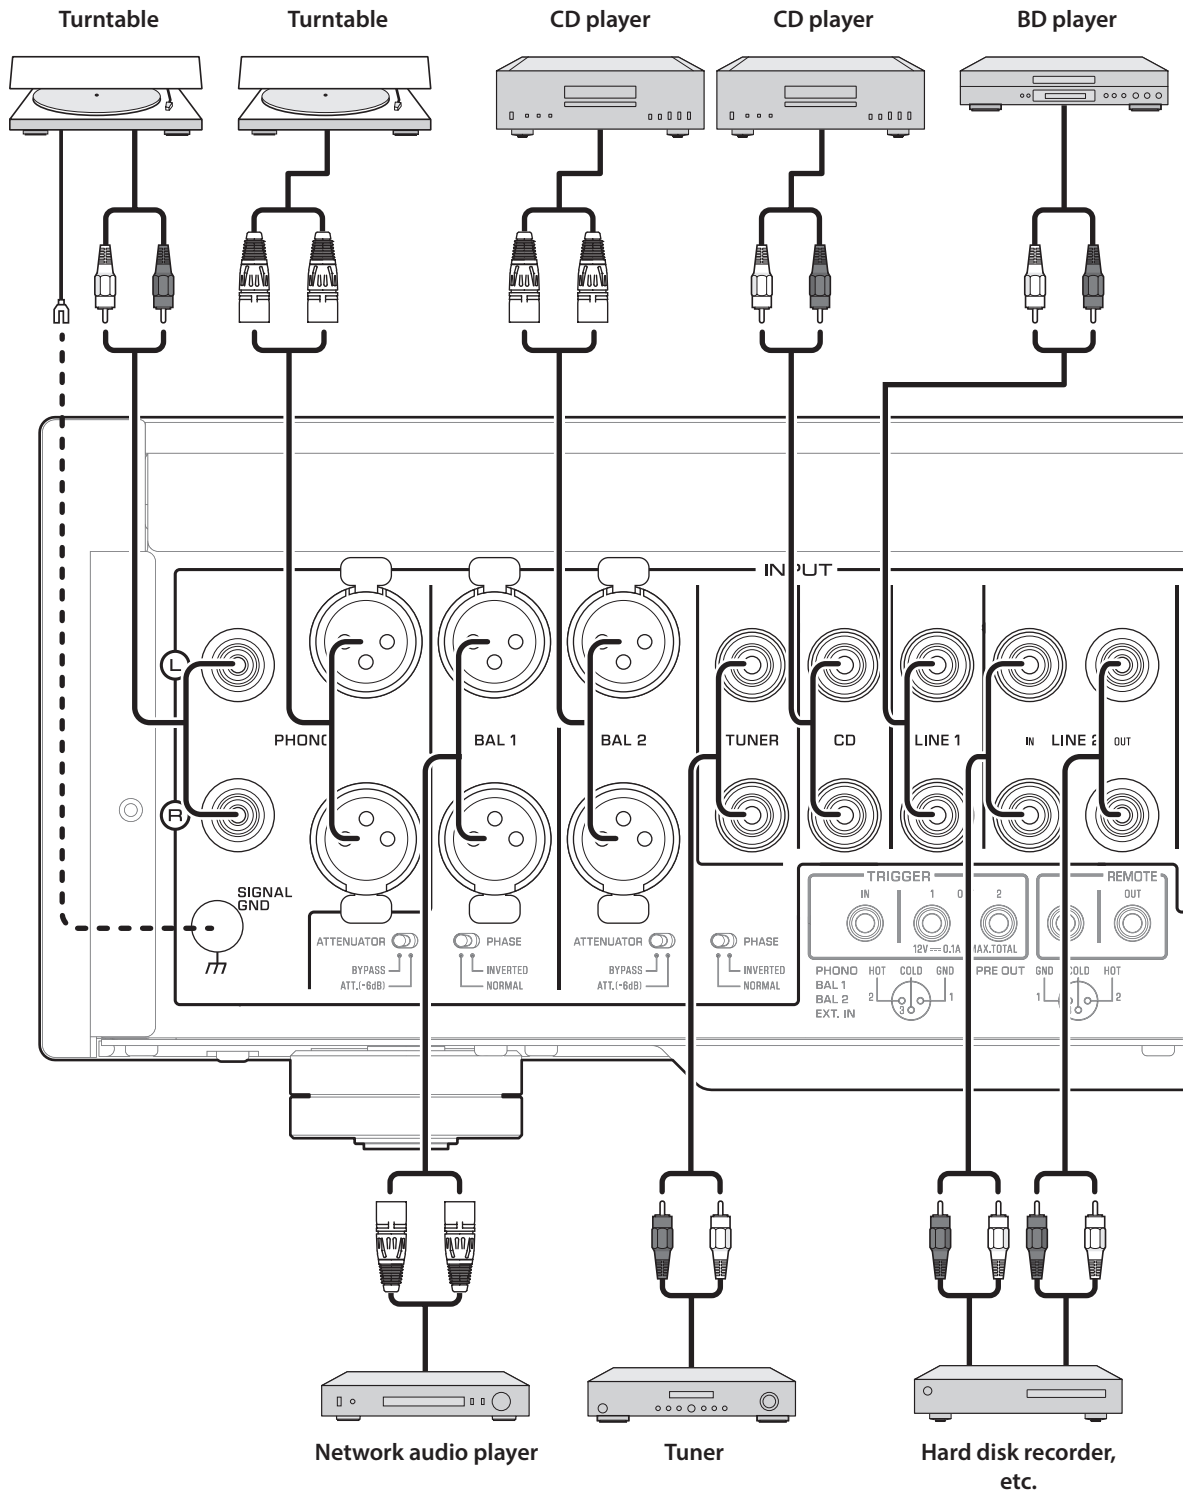 Turntable
Turntable
CD player
CD player
BD player
INPUT
L
PHONO
BAL 1
BAL 2
TUNER
CD
LINE 1
IN
LINE 2
OUT
R
SIGNAL
GND
ATTENUATOR
BYPASS
ATT.(-6dB)
PHASE
INVERTED
NORMAL
ATTENUATOR
BYPASS
ATT.(-6dB)
PHASE
INVERTED
NORMAL
TRIGGER
IN
1
2
12V 0.1A MAX.TOTAL
REMOTE
OUT
PHONO
BAL 1
BAL 2
EXT. IN
HOT COLD GND
2
3
1
PRE OUT
GND COLD HOT
1
2
Network audio player
Tuner
Hard disk recorder,
etc.